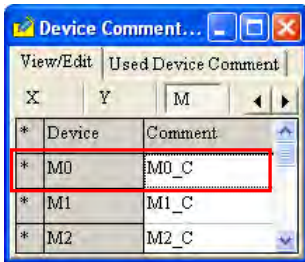 Device Comment...
View/Edit Used Device Comment
X Y M
* Device Comment
* M0 M0_C
* M1 M1_C
* M2 M2_C